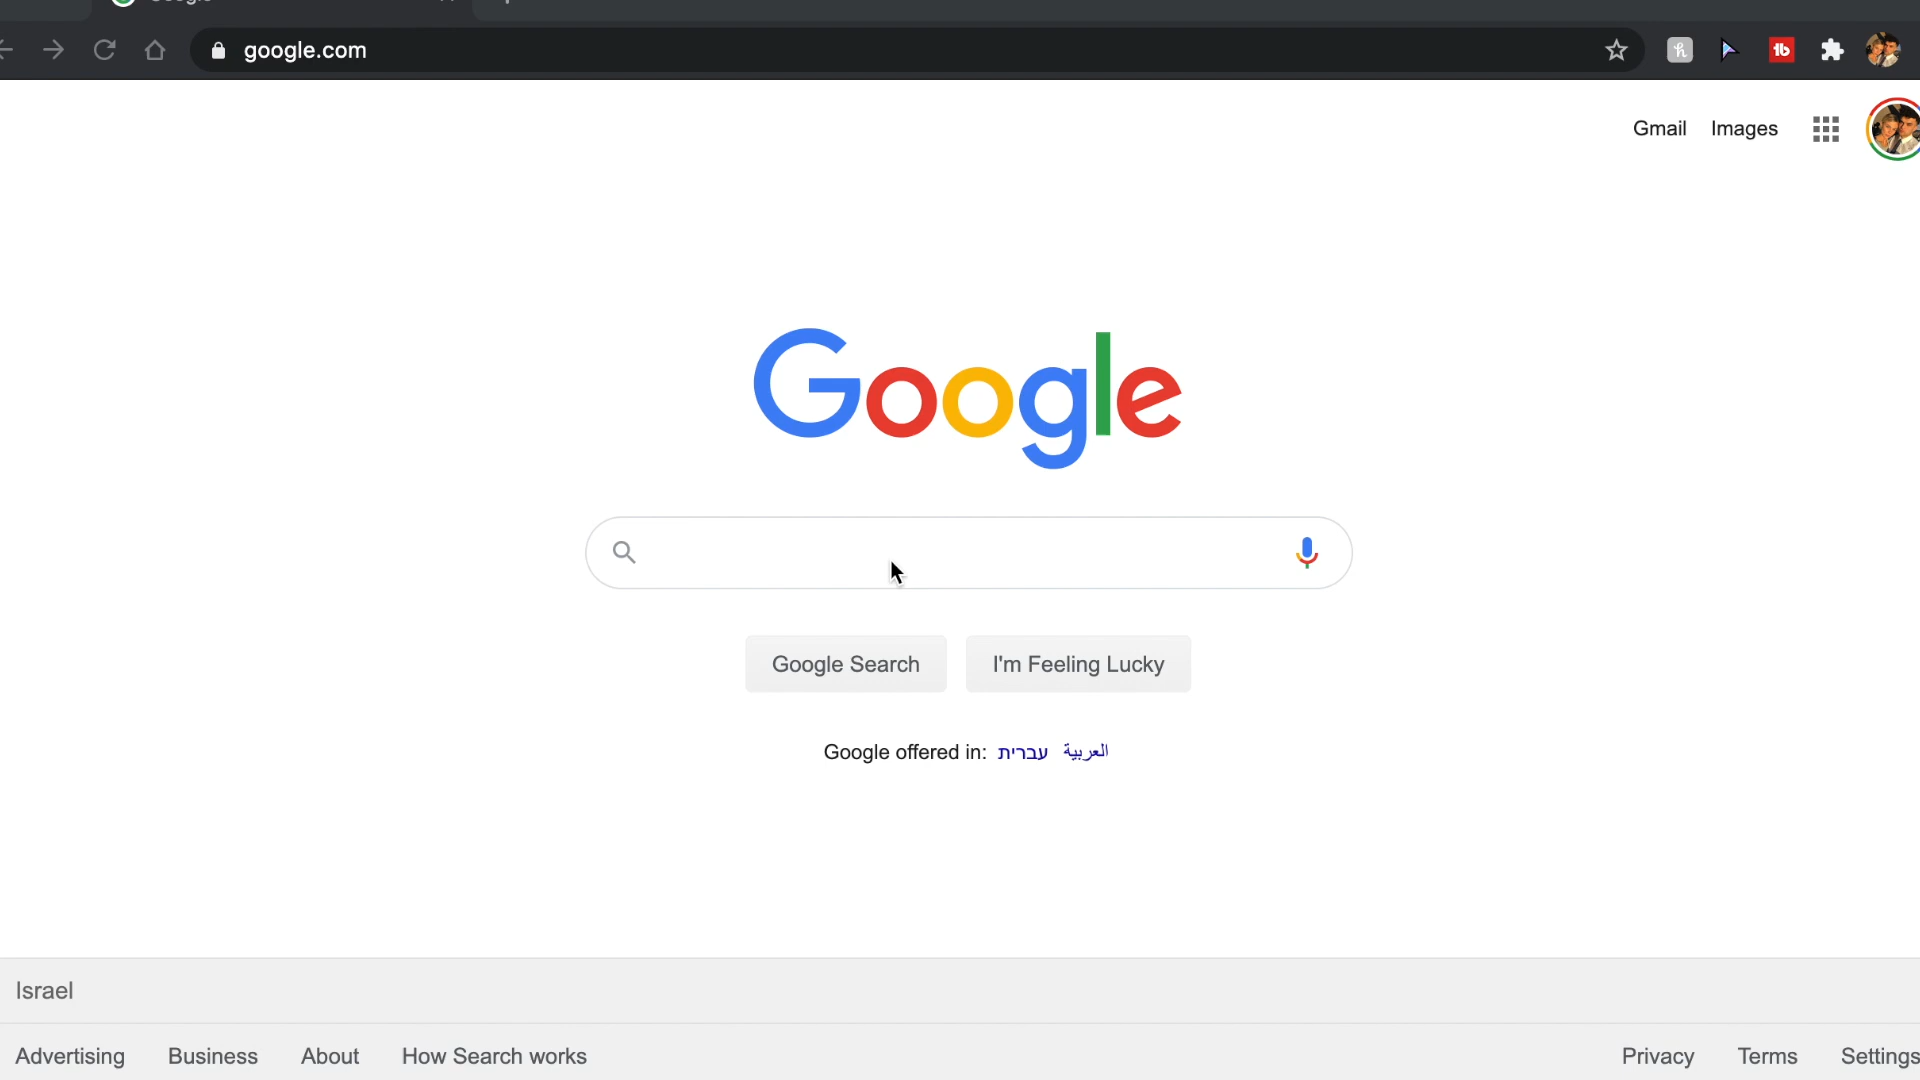 google.com
Gmail Images
Google
Google Search I'm Feeling Lucky
Google offered in: עברית العربية
Israel
Advertising Business About How Search works Privacy Terms Settings